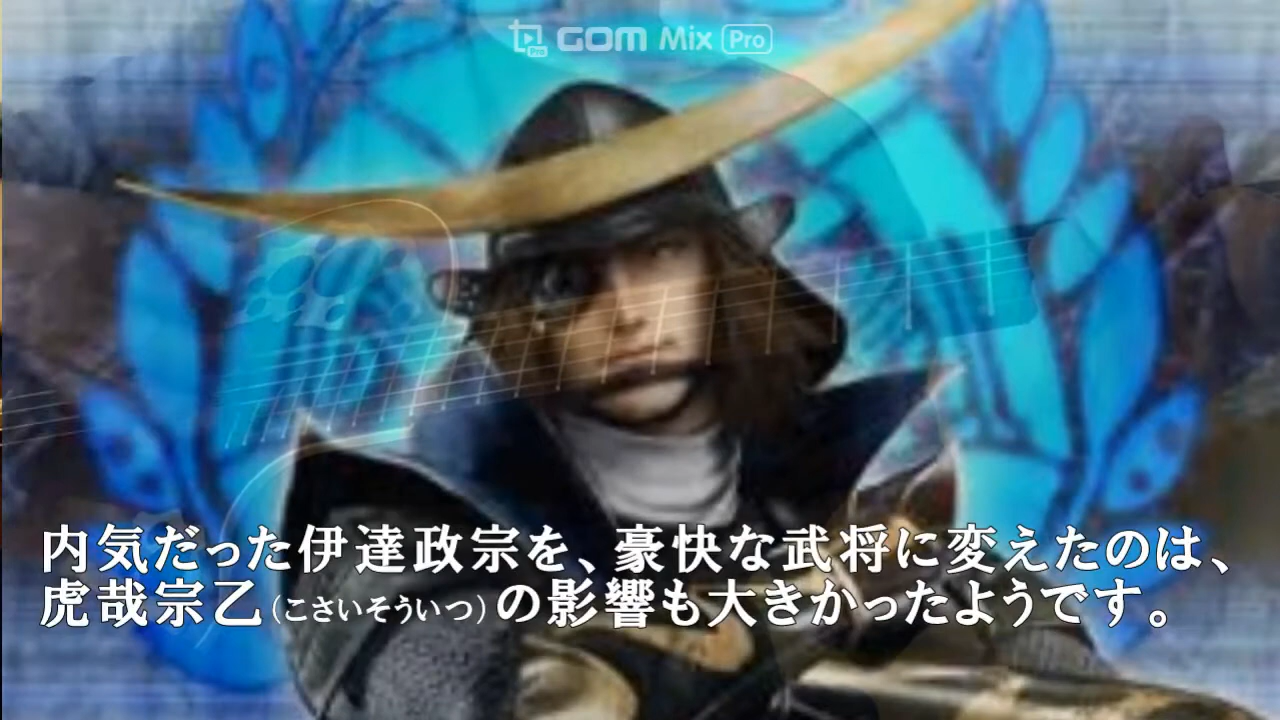 GOM Mix Pro
Pro
内気だった伊達政宗を、豪快な武将に変えたのは、
虎哉宗乙(こさいそういつ)の影響も大きかったようです。